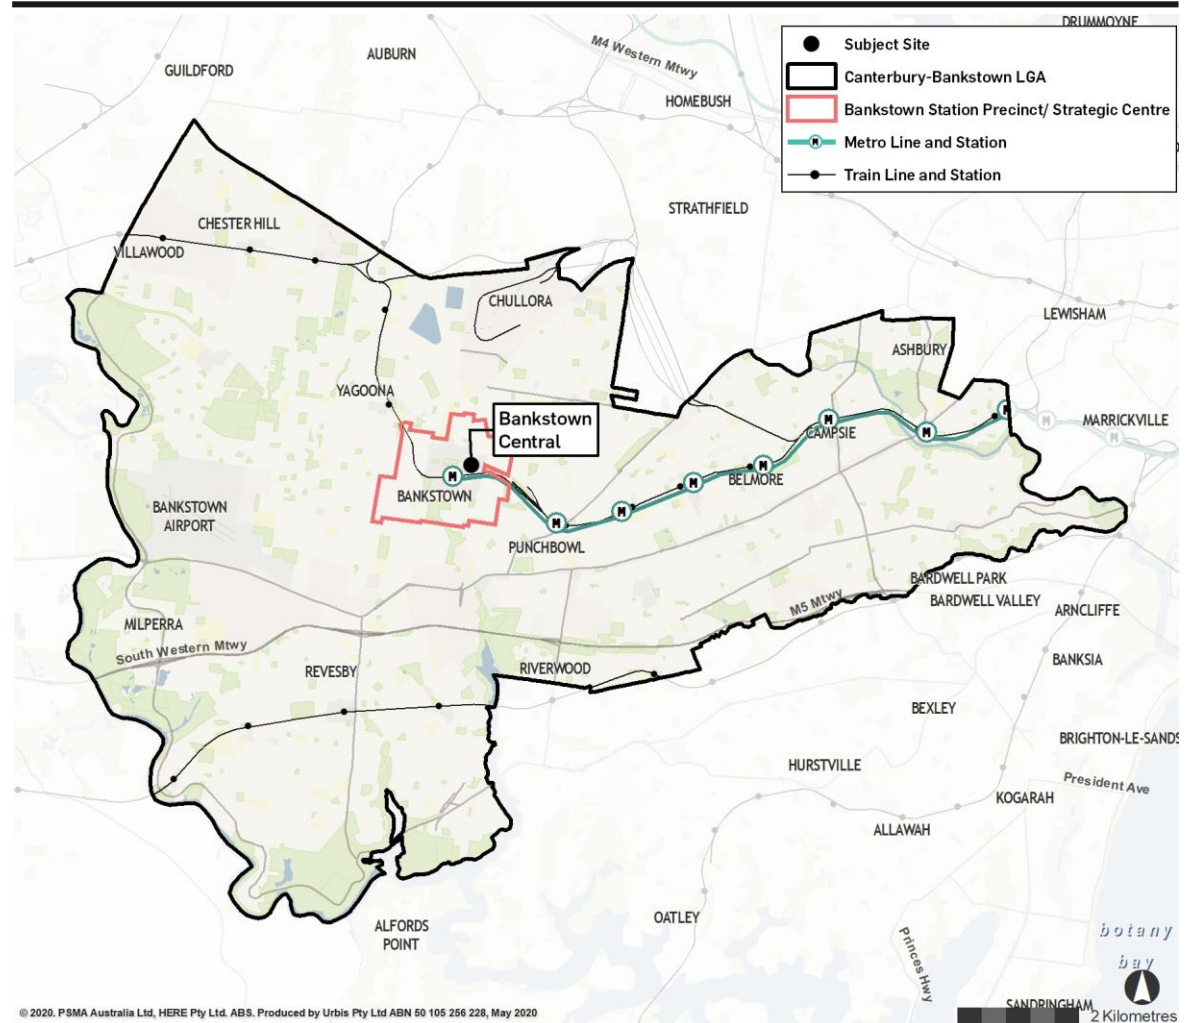 DRUMMOYNE
Subject Site
Canterbury-Bankstown LGA
Bankstown Station Precinct/ Strategic Centre
M Metro Line and Station
Train Line and Station
AUBURN
GUILDFORD
M4 Western Mtwy
HOMEBUSH
STRATHFIELD
CHESTER HILL
VILLAWOOD
CHULLORA
LEWISHAM
ASHBURY
YAGOONA
MARRICKVILLE
Bankstown
Central
CAMPSIE
BELMORE
BANKSTOWN
BANKSTOWN
AIRPORT
PUNCHBOWL
BARDWELL PARK
BARDWELL VALLEY
M5 Mtwy
ARNCLIFFE
MILPERRA
South Western Mtwy
REVESBY
RIVERWOOD
BANKSIA
BEXLEY
BRIGHTON-LE-SANDS
HURSTVILLE
President Ave
KOGARAH
ALLAWAH
OATLEY
ALFORDS
POINT
Princes Hwy
botany
bay
SANDRINGHAM
2 Kilometres
© 2020. PSMA Australia Ltd, HERE Pty Ltd. ABS. Produced by Urbis Pty Ltd ABN 50 105 256 228, May 2020